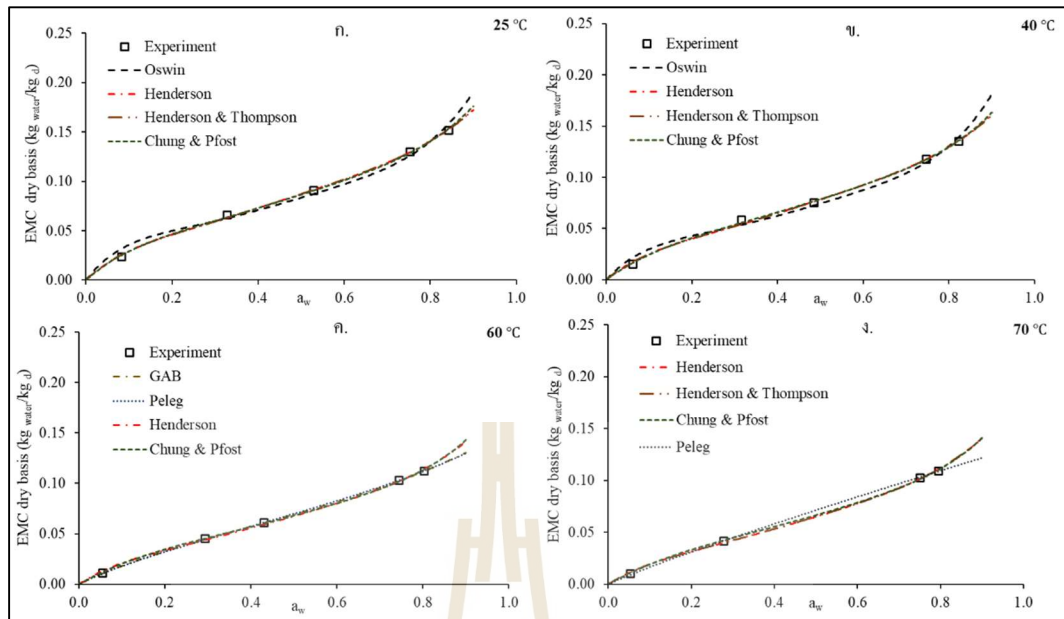 ก.
25 °C
Experiment
Oswin
Henderson
Henderson & Thompson
Chung & Pfost
EMC dry basis (kg water/kg d)
0.25
0.20
0.15
0.10
0.05
0.00
0.0 0.2 0.4 0.6 0.8 1.0
aw
ข.
40 °C
Experiment
Oswin
Henderson
Henderson & Thompson
Chung & Pfost
EMC dry basis (kg water/kg d)
0.25
0.20
0.15
0.10
0.05
0.00
0.0 0.2 0.4 0.6 0.8 1.0
aw
ค.
60 °C
Experiment
GAB
Peleg
Henderson
Chung & Pfost
EMC dry basis (kg water/kg d)
0.25
0.20
0.15
0.10
0.05
0.00
0.0 0.2 0.4 0.6 0.8 1.0
aw
ง.
70 °C
Experiment
Henderson
Henderson & Thompson
Chung & Pfost
Peleg
EMC dry basis (kg water/kg d)
0.25
0.20
0.15
0.10
0.05
0.00
0.0 0.2 0.4 0.6 0.8 1.0
aw